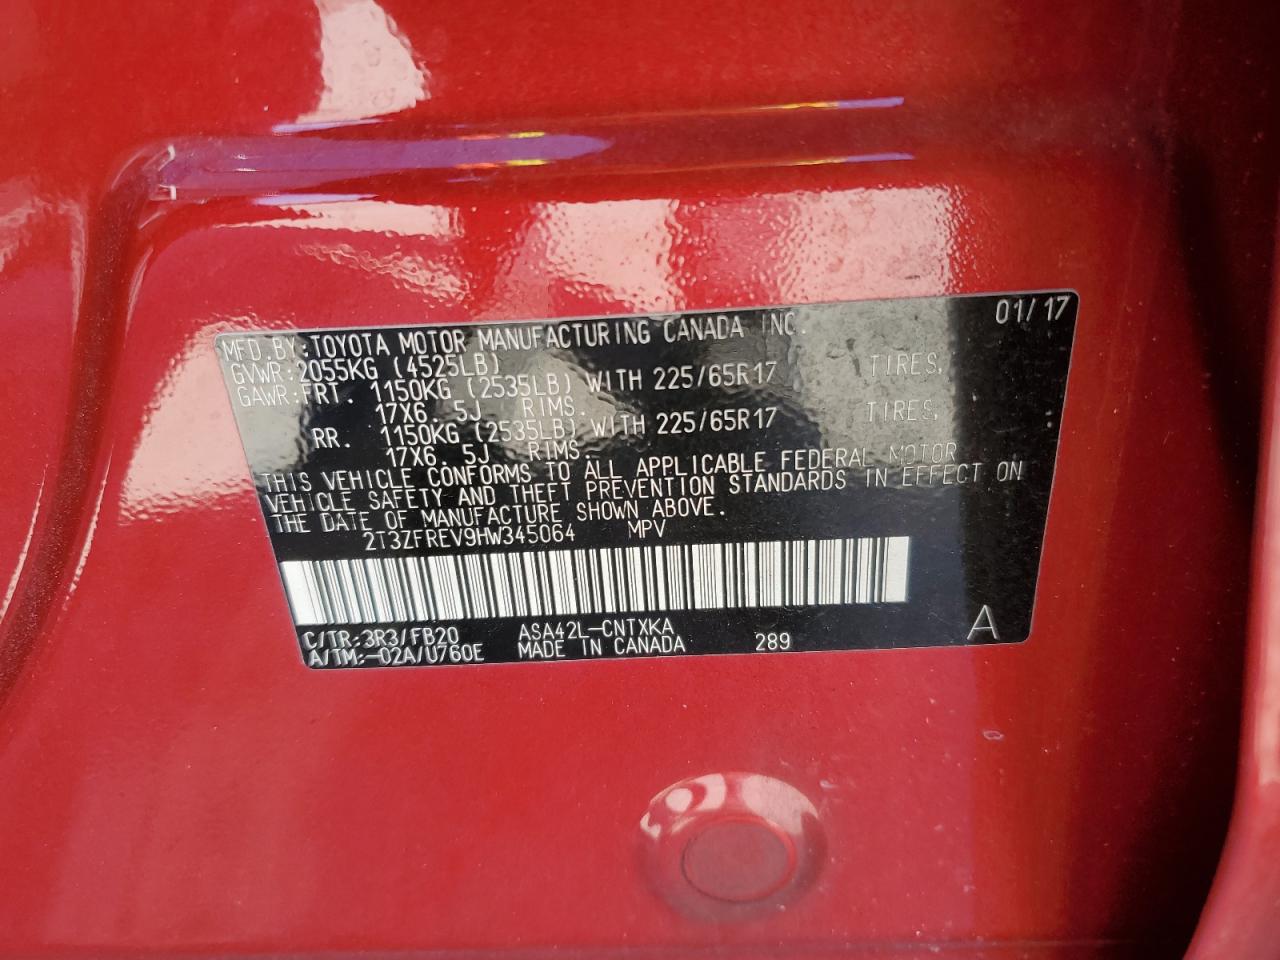 MFD.BY:TOYOTA MOTOR MANUFACTURING CANADA INC. 01/17
GVWR:2055KG (4525LB)
GAWR:FRT. 1150KG (2535LB) WITH 225/65R17 TIRES,
17X6.5J RIMS.
RR. 1150KG (2535LB) WITH 225/65R17 TIRES,
17X6.5J RIMS.
THIS VEHICLE CONFORMS TO ALL APPLICABLE FEDERAL MOTOR
VEHICLE SAFETY AND THEFT PREVENTION STANDARDS IN EFFECT ON
THE DATE OF MANUFACTURE SHOWN ABOVE.
2T3ZFREV9HW345064 MPV
C/TR:3R3/FB20 ASA42L-CNTXKA
A/TM:-02A/U760E MADE IN CANADA 289 A